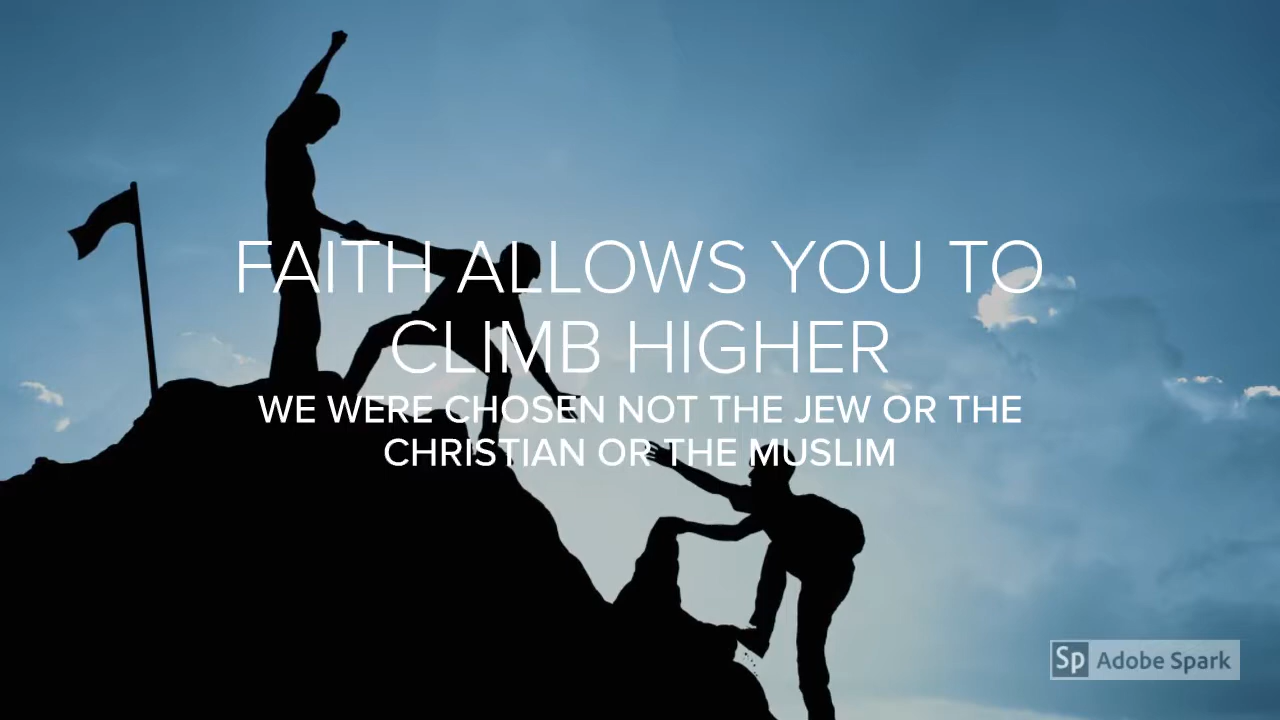 FAITH ALLOWS YOU TO
CLIMB HIGHER
WE WERE CHOSEN NOT THE JEW OR THE
CHRISTIAN OR THE MUSLIM
Sp Adobe Spark